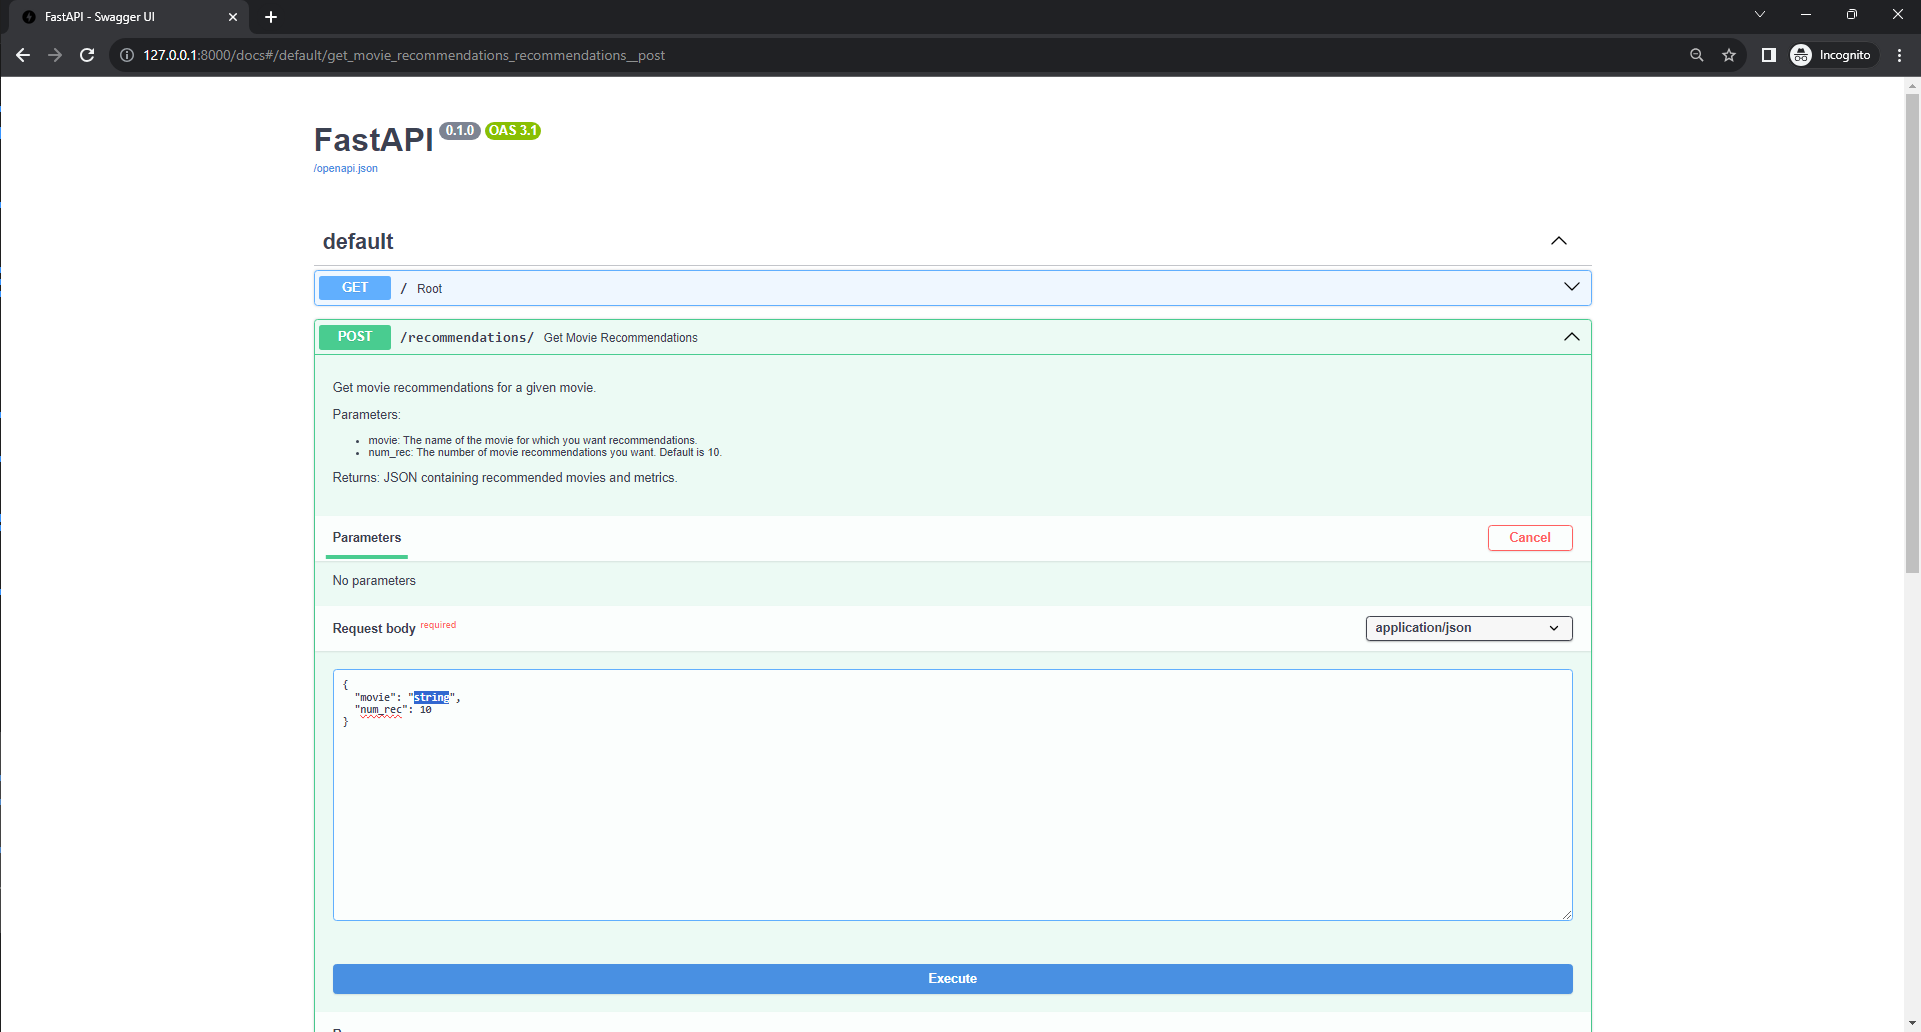 FastAPI - Swagger UI
127.0.0.1:8000/docs#/default/get_movie_recommendations_recommendations__post
Incognito
FastAPI 0.1.0 OAS 3.1
/openapi.json
default
GET / Root
POST /recommendations/ Get Movie Recommendations
Get movie recommendations for a given movie.
Parameters:
movie: The name of the movie for which you want recommendations.
num_rec: The number of movie recommendations you want. Default is 10.
Returns: JSON containing recommended movies and metrics.
Parameters
Cancel
No parameters
Request body required
application/json
{
"movie": "string",
"num_rec": 10
}
Execute